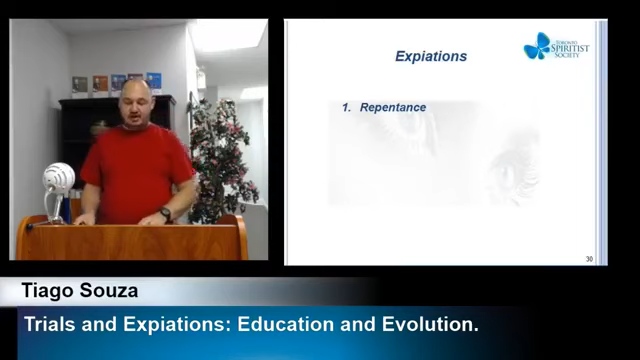 Expiations
TORONTO
SPIRITIST
SOCIETY
1. Repentance
30
Tiago Souza
Trials and Expiations: Education and Evolution.